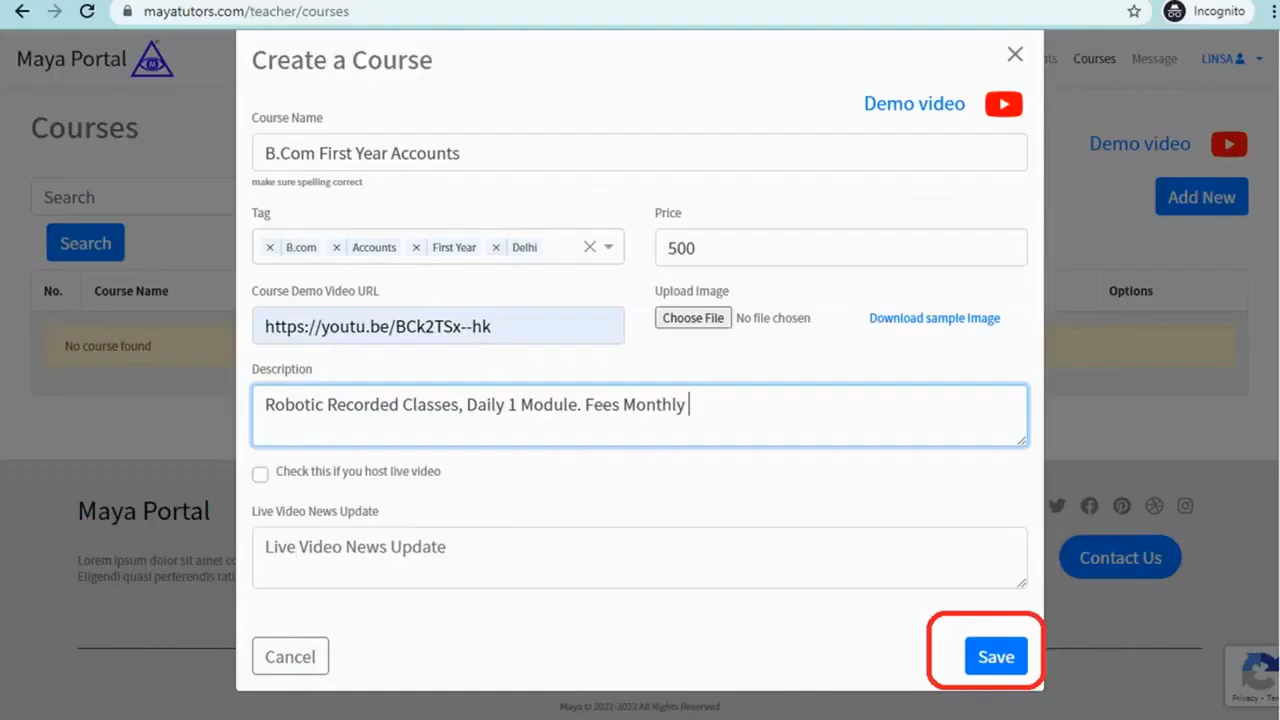 mayatutors.com/teacher/courses
Incognito
Maya Portal
Courses
Message
LINSA
Create a Course
Demo video
Course Name
B.Com First Year Accounts
make sure spelling correct
Courses
Demo video
Search
Add New
Search
Tag
Price
B.com
Accounts
First Year
Delhi
500
No.
Course Name
Options
Course Demo Video URL
Upload Image
https://youtu.be/BCk2TSx--hk
Choose File
No file chosen
Download sample Image
No course found
Description
Robotic Recorded Classes, Daily 1 Module. Fees Monthly
Check this if you host live video
Live Video News Update
Live Video News Update
Maya Portal
Lorem ipsum dolor sit amet
Eligendi quasi perferendis
Contact Us
Cancel
Save
Privacy
Maya © 2021-2022 All Rights Reserved